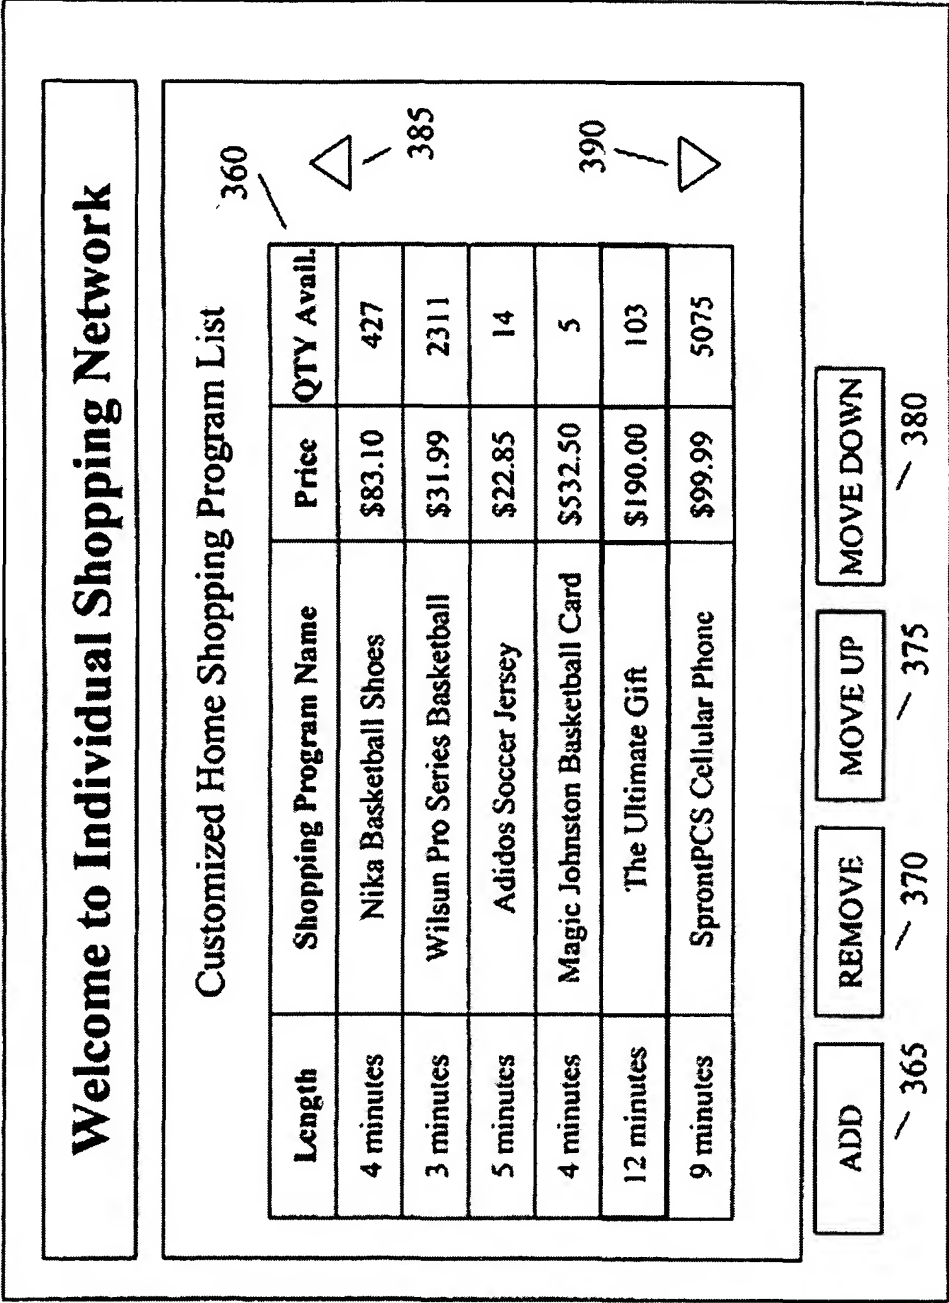 Welcome to Individual Shopping Network
Customized Home Shopping Program List
360
Length Shopping Program Name Price QTY Avail.
4 minutes Nika Basketball Shoes $83.10 427
3 minutes Wilsun Pro Series Basketball $31.99 2311
5 minutes Adidos Soccer Jersey $22.85 14
4 minutes Magic Johnston Basketball Card $532.50 5
12 minutes The Ultimate Gift $190.00 103
9 minutes SprontPCS Cellular Phone $99.99 5075
385
390
ADD REMOVE MOVE UP MOVE DOWN
365 370 375 380